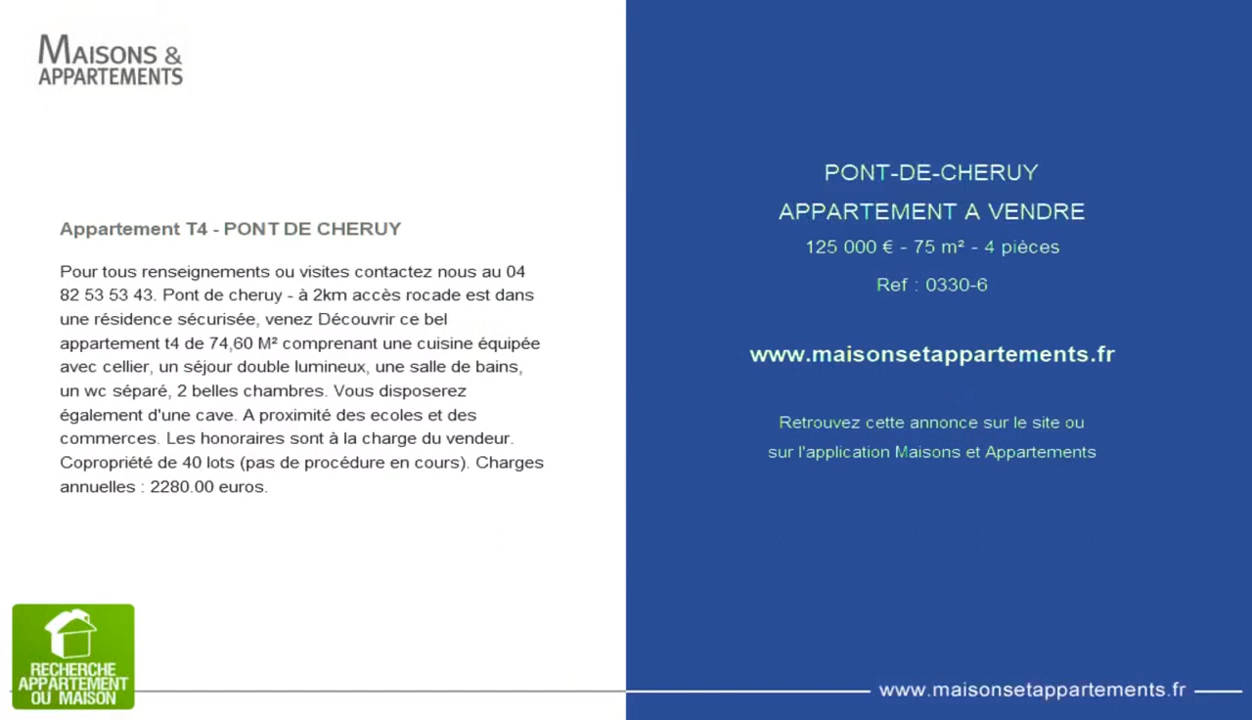 MAISONS &
APPARTEMENTS
Appartement T4 - PONT DE CHERUY
Pour tous renseignements ou visites contactez nous au 04
82 53 53 43. Pont de cheruy - à 2km accès rocade est dans
une résidence sécurisée, venez Découvrir ce bel
appartement t4 de 74,60 M² comprenant une cuisine équipée
avec cellier, un séjour double lumineux, une salle de bains,
un wc séparé, 2 belles chambres. Vous disposerez
également d'une cave. A proximité des ecoles et des
commerces. Les honoraires sont à la charge du vendeur.
Copropriété de 40 lots (pas de procédure en cours). Charges
annuelles : 2280.00 euros.
RECHERCHE
APPARTEMENT
OU MAISON
PONT-DE-CHERUY
APPARTEMENT A VENDRE
125 000 € - 75 m² - 4 pièces
Ref : 0330-6
www.maisonsetappartements.fr
Retrouvez cette annonce sur le site ou
sur l'application Maisons et Appartements
www.maisonsetappartements.fr